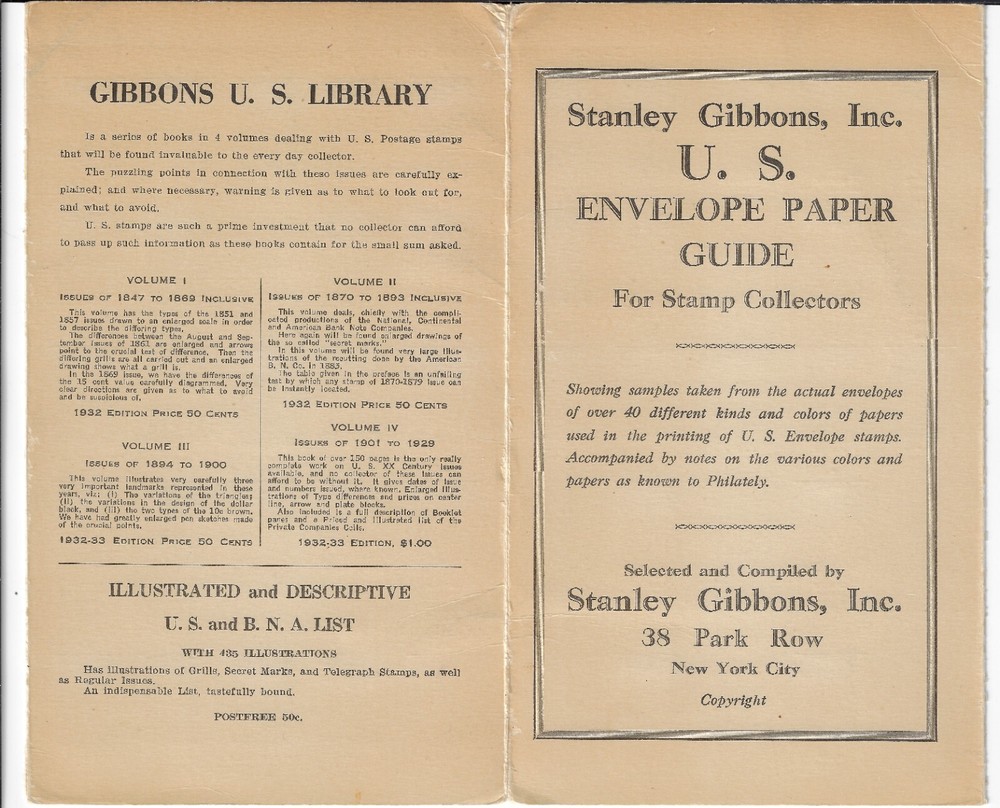 GIBBONS U. S. LIBRARY
Is a series of books in 4 volumes dealing with U. S. Postage stamps
that will be found invaluable to the every day collector.
The puzzling points in connection with these issues are carefully ex-
plained; and where necessary, warning is given as to what to look out for,
and what to avoid.
U. S. stamps are such a prime investment that no collector can afford
to pass up such information as these books contain for the small sum asked.
VOLUME I
ISSUES OF 1847 TO 1869 INCLUSIVE
This volume has the types of the 1851 and
1857 issues drawn to an enlarged scale in order
to describe the differing types.
The differences between the August and Sep-
tember issues of 1861 are enlarged and arrows
point to the crucial test of difference. Then the
differing grills are all carried out and an enlarged
drawing shows what a grill is.
In the 1869 issue, we have the differences of
the 15 cent value carefully diagrammed. Very
clear directions are given as to what to avoid
and be suspicious of.
1932 EDITION PRICE 50 CENTS
VOLUME III
ISSUES OF 1894 TO 1900
This volume illustrates very carefully three
very important landmarks represented in these
years, viz: (I) The variations of the triangles;
(II) the variations in the design of the dollar
black, and (III) the two types of the 10c brown.
We have had greatly enlarged pen sketches made
of the crucial points.
1932-33 EDITION PRICE 50 CENTS
VOLUME II
ISSUES OF 1870 TO 1893 INCLUSIVE
This volume deals, chiefly with the compli-
cated productions of the National, Continental
and American Bank Note Companies.
Here again will be found enlarged drawings of
the so called "secret marks."
In this volume will be found very large illus-
trations of the recutting done by the American
B. N. Co. in 1883.
The table given in the preface is an unfailing
test by which any stamp of 1870-1879 issue can
be instantly located.
1932 EDITION PRICE 50 CENTS
VOLUME IV
ISSUES OF 1901 TO 1929
This book of over 150 pages is the only really
complete work on U. S. XX Century issues
available, and no collector of these issues can
afford to be without it. It gives dates of issue
and numbers issued, where known. Enlarged Illus-
trations of Type differences and prices on center
line, arrow and plate blocks.
Also included is a full description of Booklet
panes and a Priced and Illustrated list of the
Private Companies Coils.
1932-33 EDITION, $1.00
ILLUSTRATED and DESCRIPTIVE
U. S. and B. N. A. LIST
WITH 435 ILLUSTRATIONS
Has illustrations of Grills, Secret Marks, and Telegraph Stamps, as well
as Regular Issues.
An indispensable List, tastefully bound.
POSTFREE 50c.
Stanley Gibbons, Inc.
U. S.
ENVELOPE PAPER
GUIDE
For Stamp Collectors
Showing samples taken from the actual envelopes
of over 40 different kinds and colors of papers
used in the printing of U. S. Envelope stamps.
Accompanied by notes on the various colors and
papers as known to Philately.
Selected and Compiled by
Stanley Gibbons, Inc.
38 Park Row
New York City
Copyright